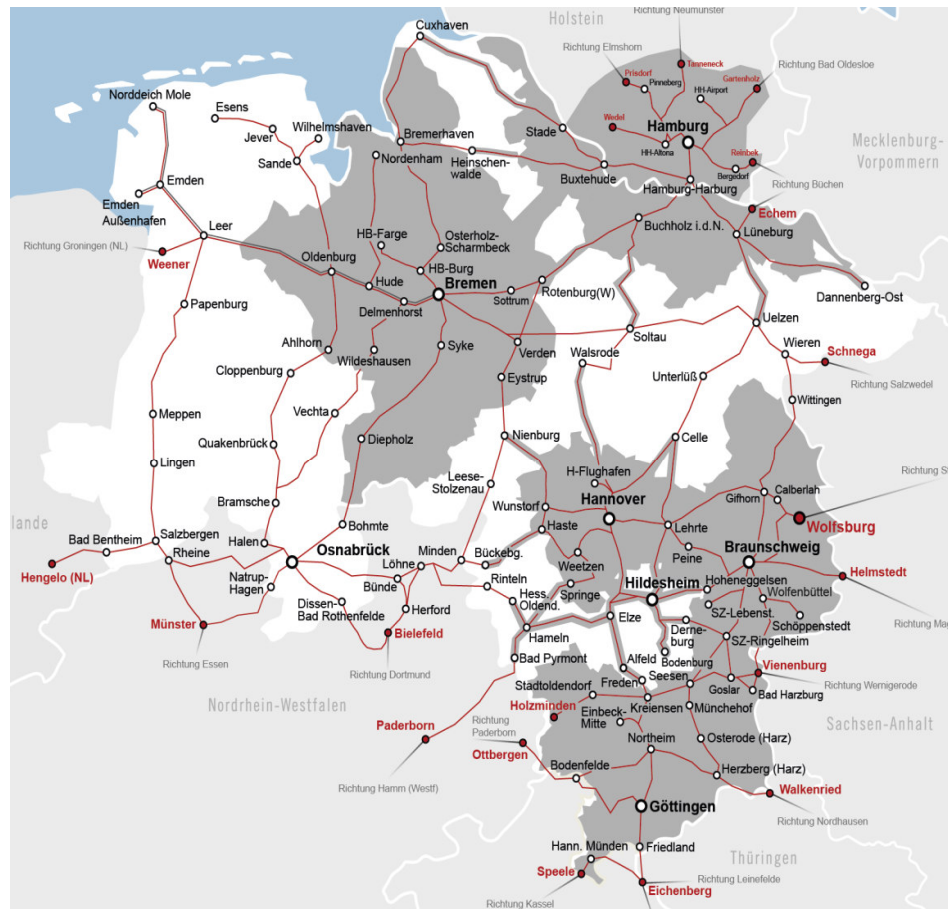 Holstein
Richtung Neumünster
Cuxhaven
Richtung Elmshorn
Tanneck
Prisdorf
Pinneberg
Gartenholz
Richtung Bad Oldesloe
HH-Airport
Norddeich Mole
Esens
Wedel
Hamburg
Jever
Wilhelmshaven
Bremerhaven
Stade
Mecklenburg-
Vorpommern
Sande
Nordenham
Heinschen-
walde
HH-Altona
Reinbek
Bergedorf
Buxtehude
Hamburg-Harburg
Richtung Büchen
Emden
Emden
Außenhafen
Echem
Leer
HB-Farge
Osterholz-
Scharmbeck
Buchholz i.d.N.
Lüneburg
Richtung Groningen (NL)
Weener
Oldenburg
HB-Burg
Hude
Bremen
Sottrum
Rotenburg(W)
Dannenberg-Ost
Papenburg
Delmenhorst
Uelzen
Soltau
Ahlhorn
Wildeshausen
Syke
Verden
Walsrode
Wieren
Schnega
Cloppenburg
Eystrup
Unterlüß
Richtung Salzwedel
Wittingen
Meppen
Vechta
Quakenbrück
Diepholz
Nienburg
Celle
Lingen
H-Flughafen
Leese-
Stolzenau
Richtung S
Bramsche
Hannover
Gifhorn
Calberlah
Wunstorf
lande
Bohmte
Haste
Lehrte
Wolfsburg
Bad Bentheim
Salzbergen
Halen
Osnabrück
Minden
Bückebg.
Peine
Braunschweig
Rheine
Löhne
Weetzen
Hengelo (NL)
Natrup-
Hagen
Bünde
Rinteln
Springe
Hildesheim
Hoheneggelsen
Helmstedt
Dissen-
Bad Rothenfelde
Herford
Hess.
Oldend.
Wolfenbüttel
SZ-Lebenst.
Richtung Mag
Münster
Bielefeld
Hameln
Elze
Derne-
burg
Schöppenstedt
SZ-Ringelheim
Richtung Essen
Bad Pyrmont
Bodenburg
Richtung Dortmund
Alfeld
Seesen
Vienenburg
Freden
Goslar
Richtung Wernigerode
Stadtoldendorf
Bad Harzburg
Nordrhein-Westfalen
Holzminden
Kreiensen
Münchehof
Einbeck-
Mitte
Sachsen-Anhalt
Paderborn
Richtung
Paderborn
Osterode (Harz)
Ottbergen
Northeim
Bodenfelde
Herzberg (Harz)
Richtung Hamm (Westf)
Walkenried
Göttingen
Richtung Nordhausen
Hann. Münden
Friedland
Thüringen
Speele
Richtung Leinefelde
Eichenberg
Richtung Kassel